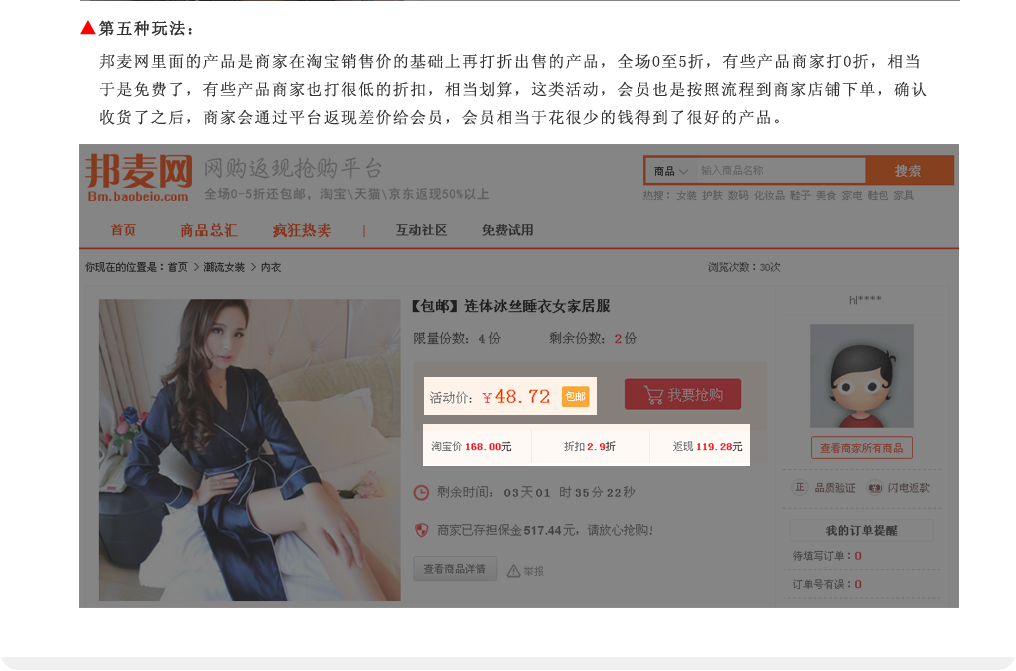 ▲第五种玩法：
邦麦网里面的产品是商家在淘宝销售价的基础上再打折出售的产品，全场0至5折，有些产品商家打0折，相当
于是免费了，有些产品商家也打很低的折扣，相当划算，这类活动，会员也是按照流程到商家店铺下单，确认
收货了之后，商家会通过平台返现差价给会员，会员相当于花很少的钱得到了很好的产品。
邦麦网 网购返现抢购平台
Bm.baobeio.com 全场0-5折还包邮，淘宝\天猫\京东返现50%以上
商品 输入商品名称 搜索
热搜： 女装 护肤 数码 化妆品 鞋子 美食 家电 鞋包 家具
首页 商品总汇 疯狂热卖 | 互动社区 免费试用
你现在的位置是：首页 > 潮流女装 > 内衣 浏览次数：30次
【包邮】连体冰丝睡衣女家居服
限量份数：4份 剩余份数：2份
活动价：¥48.72 包邮 我要抢购
淘宝价 168.00元 折扣 2.9折 返现 119.28元
剩余时间： 03天01 时35分22秒
商家已存担保金517.44元，请放心抢购!
查看商品详情 举报
hl****
查看商家所有商品
正 品质验证 闪电返款
我的订单提醒
待填写订单：0
订单号有误：0